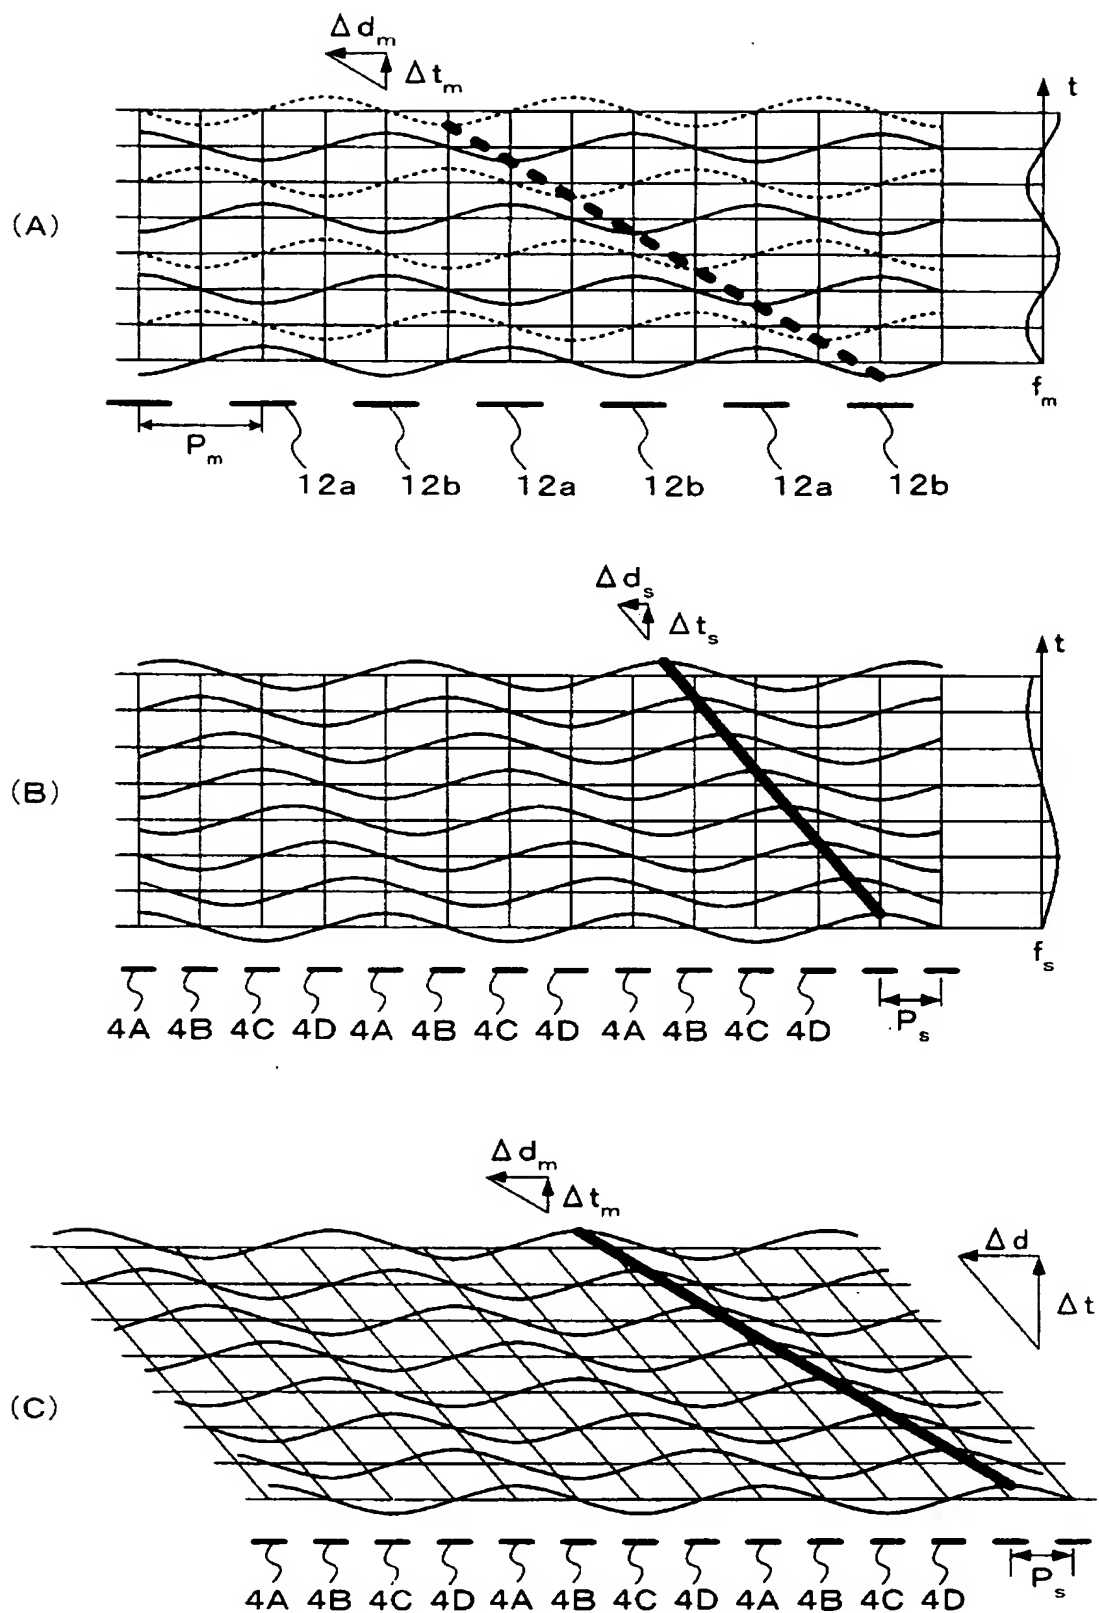 Δdₘ
Δtₘ
t
(A)
fₘ
Pₘ
12a 12b 12a 12b 12a 12b
Δdₛ
Δtₛ
t
(B)
fₛ
4A 4B 4C 4D 4A 4B 4C 4D 4A 4B 4C 4D Pₛ
Δdₘ
Δtₘ
Δd
Δt
(C)
4A 4B 4C 4D 4A 4B 4C 4D 4A 4B 4C 4D Pₛ